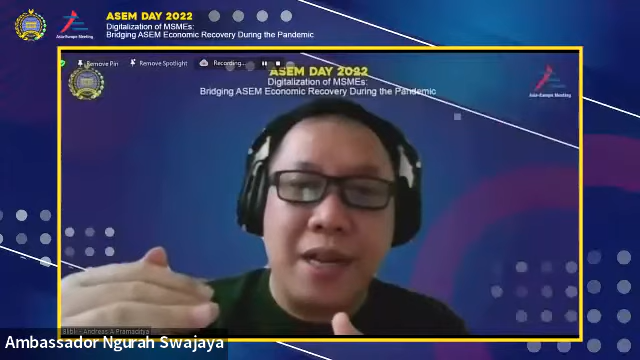 ASEM DAY 2022
Digitalization of MSMEs:
Bridging ASEM Economic Recovery During the Pandemic
Asia-Europe Meeting
Remove Pin
Remove Spotlight
Recording...
ASEM DAY 2022
Digitalization of MSMEs:
Bridging ASEM Economic Recovery During the Pandemic
Asia-Europe Meeting
Blibli - Andreas A Pramaditya
Ambassador Ngurah Swajaya